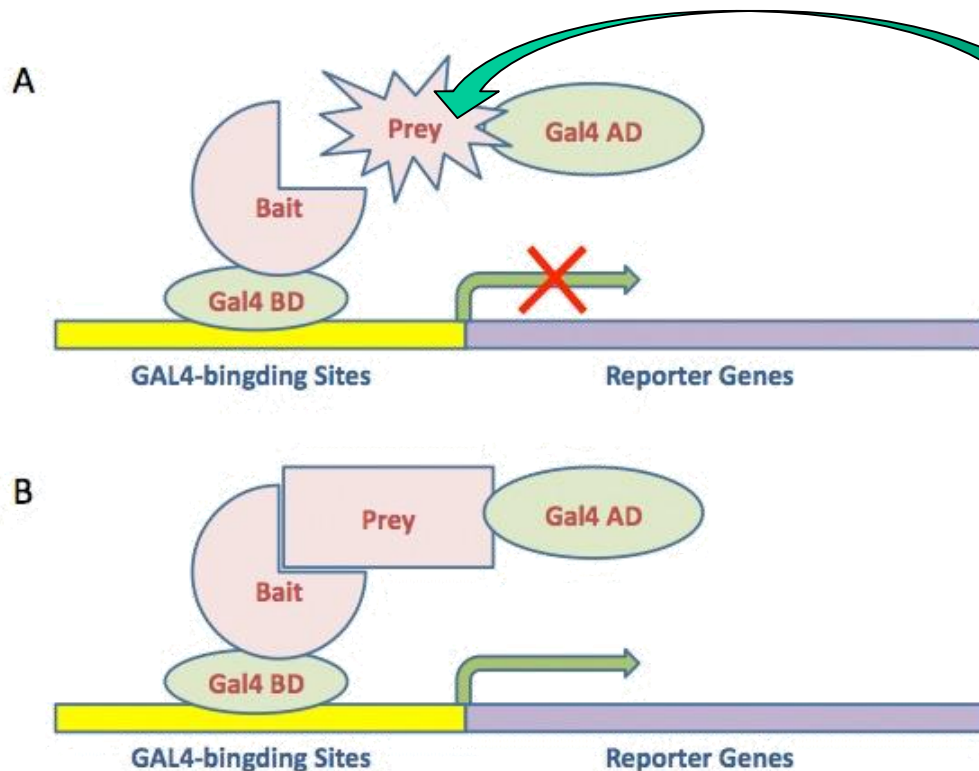 A
Prey
Gal4 AD
Bait
Gal4 BD
GAL4-bingding Sites
Reporter Genes
B
Prey
Gal4 AD
Bait
Gal4 BD
GAL4-bingding Sites
Reporter Genes